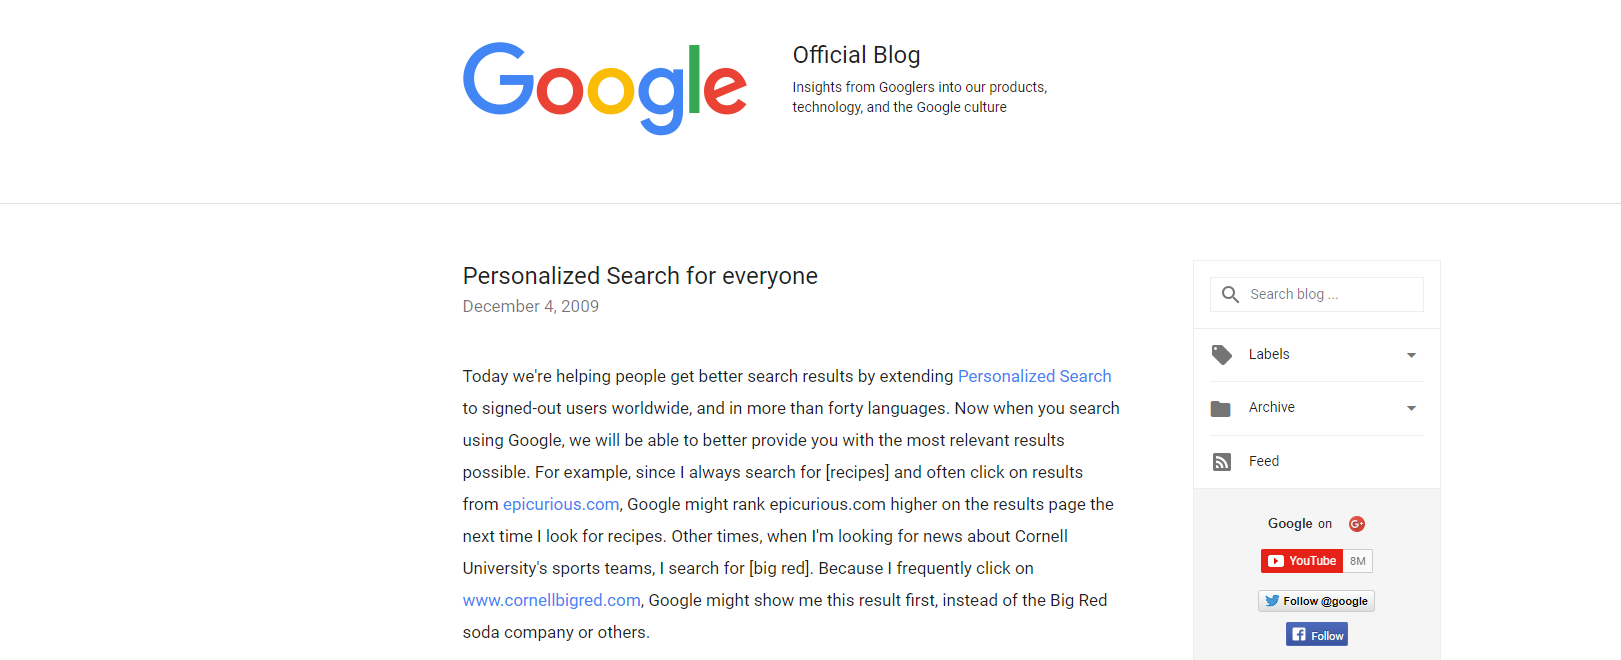 Google
Official Blog
Insights from Googlers into our products,
technology, and the Google culture
Personalized Search for everyone
December 4, 2009
Today we're helping people get better search results by extending Personalized Search
to signed-out users worldwide, and in more than forty languages. Now when you search
using Google, we will be able to better provide you with the most relevant results
possible. For example, since I always search for [recipes] and often click on results
from epicurious.com, Google might rank epicurious.com higher on the results page the
next time I look for recipes. Other times, when I'm looking for news about Cornell
University's sports teams, I search for [big red]. Because I frequently click on
www.cornellbigred.com, Google might show me this result first, instead of the Big Red
soda company or others.
Search blog ...
Labels
Archive
Feed
Google on G+
YouTube 8M
Follow @google
Follow